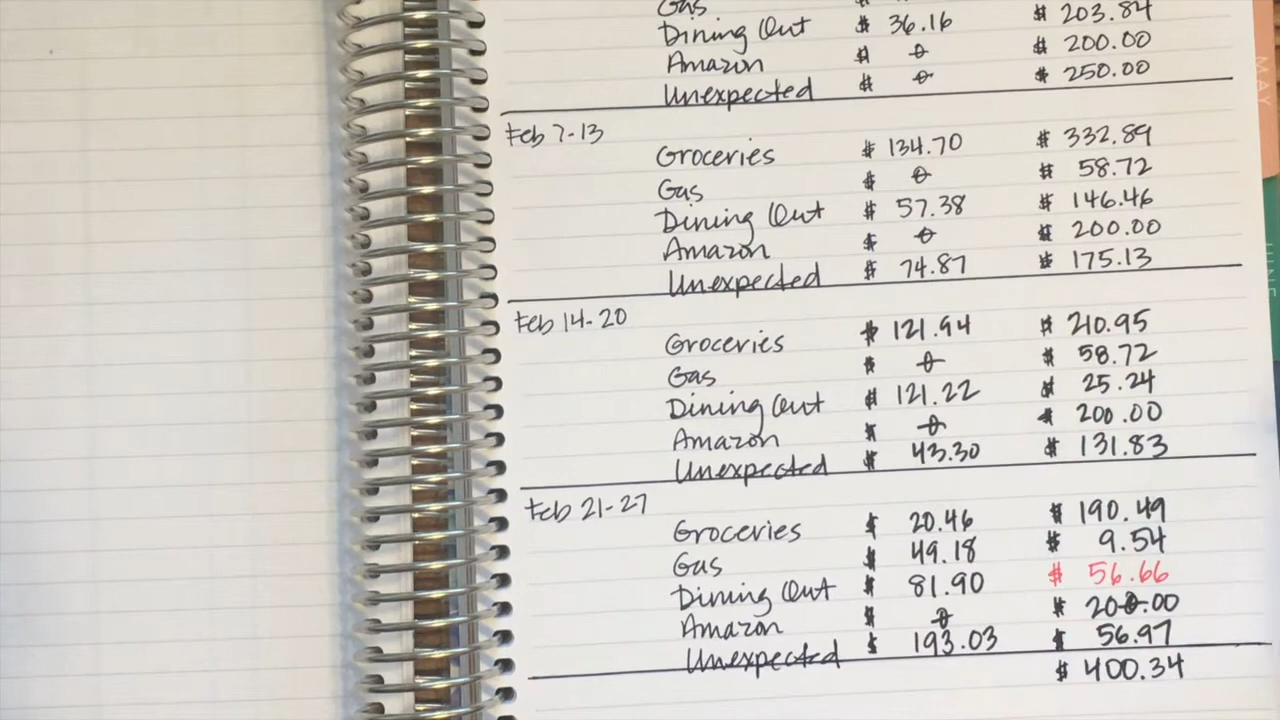 Gas
Dining Out $ 36.16 $ 203.84
Amazon $ 0 $ 200.00
Unexpected $ 0 $ 250.00
Feb 7-13
Groceries $ 134.70 $ 332.89
Gas $ 0 $ 58.72
Dining Out $ 57.38 $ 146.46
Amazon $ 0 $ 200.00
Unexpected $ 74.87 $ 175.13
Feb 14-20
Groceries $ 121.94 $ 210.95
Gas $ 0 $ 58.72
Dining Out $ 121.22 $ 25.24
Amazon $ 0 $ 200.00
Unexpected $ 43.30 $ 131.83
Feb 21-27
Groceries $ 20.46 $ 190.49
Gas $ 49.18 $ 9.54
Dining Out $ 81.90 $ 56.66
Amazon $ 0 $ 200.00
Unexpected $ 193.03 $ 56.97
$ 400.34
MAY
JUNE